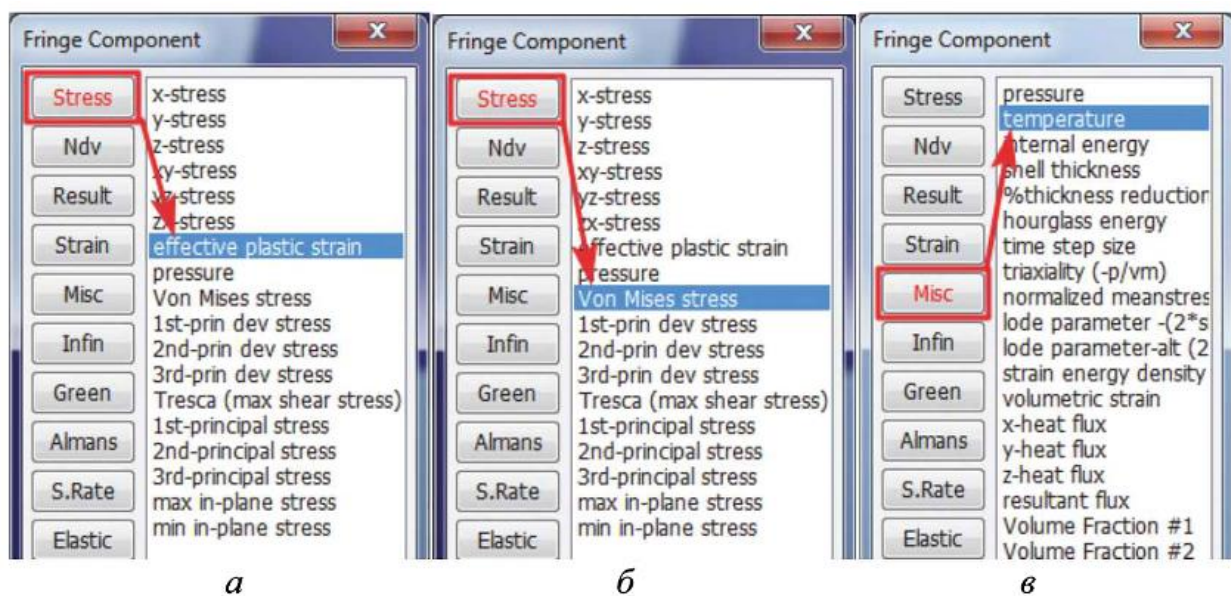 Fringe Component
Stress
Ndv
Result
Strain
Misc
Infin
Green
Almans
S.Rate
Elastic
x-stress
y-stress
z-stress
xy-stress
yz-stress
zx-stress
effective plastic strain
pressure
Von Mises stress
1st-prin dev stress
2nd-prin dev stress
3rd-prin dev stress
Tresca (max shear stress)
1st-principal stress
2nd-principal stress
3rd-principal stress
max in-plane stress
min in-plane stress
а
Fringe Component
Stress
Ndv
Result
Strain
Misc
Infin
Green
Almans
S.Rate
Elastic
x-stress
y-stress
z-stress
xy-stress
yz-stress
zx-stress
effective plastic strain
pressure
Von Mises stress
1st-prin dev stress
2nd-prin dev stress
3rd-prin dev stress
Tresca (max shear stress)
1st-principal stress
2nd-principal stress
3rd-principal stress
max in-plane stress
min in-plane stress
б
Fringe Component
Stress
Ndv
Result
Strain
Misc
Infin
Green
Almans
S.Rate
Elastic
pressure
temperature
internal energy
shell thickness
%thickness reduction
hourglass energy
time step size
triaxiality (-p/vm)
normalized meanstres
lode parameter -(2*s
lode parameter-alt (2
strain energy density
volumetric strain
x-heat flux
y-heat flux
z-heat flux
resultant flux
Volume Fraction #1
Volume Fraction #2
в